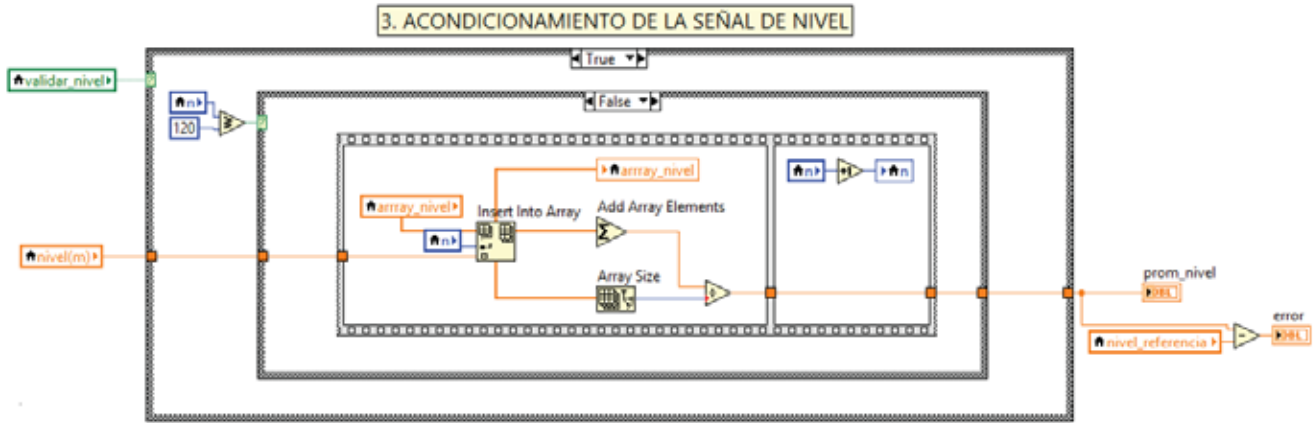 3. ACONDICIONAMIENTO DE LA SEÑAL DE NIVEL
True
validar_nivel
False
n
120
arrray_nivel
n
n
arrray_nivel
Insert Into Array
Add Array Elements
n
nivel(m)
Array Size
prom_nivel
DBL
error
nivel_referencia
DBL